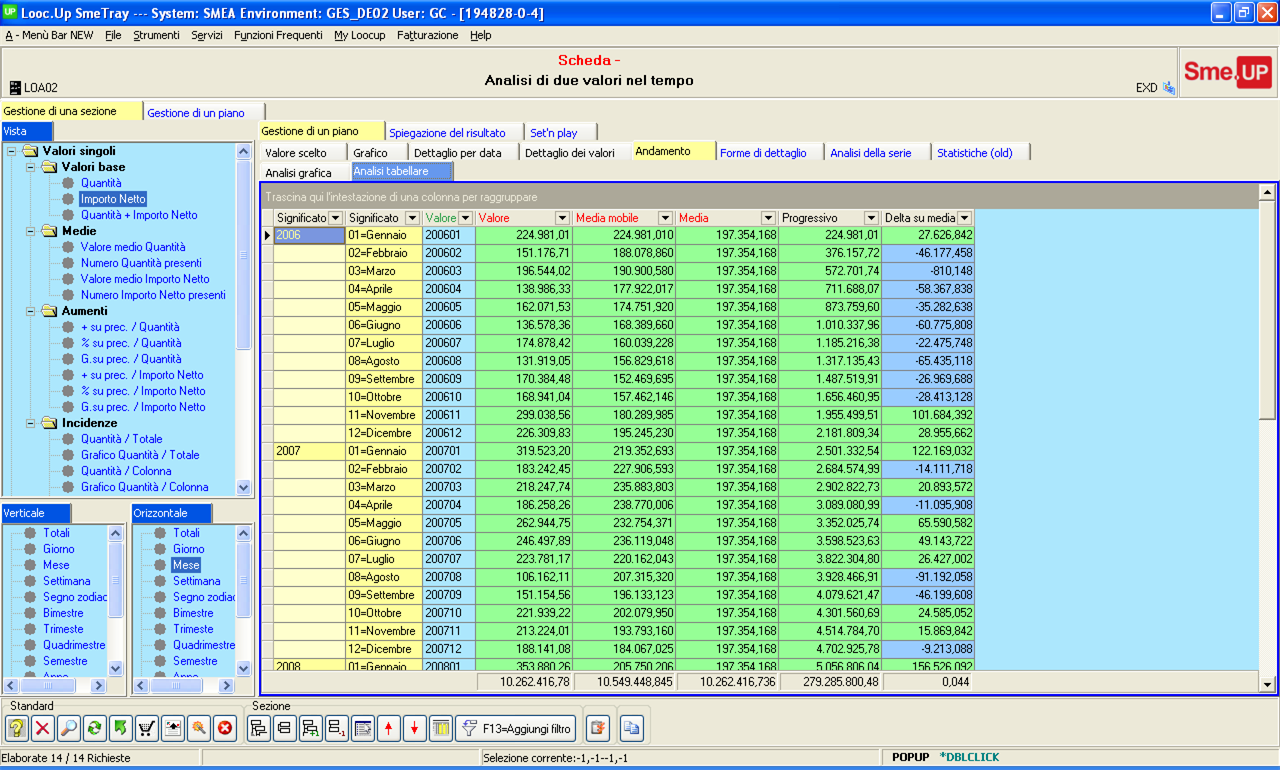 UP Looc.Up SmeTray --- System: SMEA Environment: GES_DE02 User: GC - [194828-0-4]
A - Menù Bar NEW File Strumenti Servizi Funzioni Frequenti My Loocup Fatturazione Help
Scheda -
Analisi di due valori nel tempo
LOA02
EXD
Sme.UP
Gestione di una sezione Gestione di un piano
Vista
Valori singoli
Valori base
Quantità
Importo Netto
Quantità + Importo Netto
Medie
Valore medio Quantità
Numero Quantità presenti
Valore medio Importo Netto
Numero Importo Netto presenti
Aumenti
+ su prec. / Quantità
% su prec. / Quantità
G.su prec. / Quantità
+ su prec. / Importo Netto
% su prec. / Importo Netto
G.su prec. / Importo Netto
Incidenze
Quantità / Totale
Grafico Quantità / Totale
Quantità / Colonna
Grafico Quantità / Colonna
Verticale
Totali
Giorno
Mese
Settimana
Segno zodiac
Bimestre
Trimestre
Quadrimestre
Semestre
Anno
Orizzontale
Totali
Giorno
Mese
Settimana
Segno zodiac
Bimestre
Trimestre
Quadrimestre
Semestre
Anno
Gestione di un piano Spiegazione del risultato Set'n play
Valore scelto Grafico Dettaglio per data Dettaglio dei valori Andamento Forme di dettaglio Analisi della serie Statistiche (old)
Analisi grafica Analisi tabellare
Trascina qui l'intestazione di una colonna per raggruppare
Significato Significato Valore Valore Media mobile Media Progressivo Delta su media
2006 01=Gennaio 200601 224.981,01 224.981,010 197.354,168 224.981,01 27.626,842
02=Febbraio 200602 151.176,71 188.078,860 197.354,168 376.157,72 -46.177,458
03=Marzo 200603 196.544,02 190.900,580 197.354,168 572.701,74 -810,148
04=Aprile 200604 138.986,33 177.922,017 197.354,168 711.688,07 -58.367,838
05=Maggio 200605 162.071,53 174.751,920 197.354,168 873.759,60 -35.282,638
06=Giugno 200606 136.578,36 168.389,660 197.354,168 1.010.337,96 -60.775,808
07=Luglio 200607 174.878,42 160.039,228 197.354,168 1.185.216,38 -22.475,748
08=Agosto 200608 131.919,05 156.829,618 197.354,168 1.317.135,43 -65.435,118
09=Settembre 200609 170.384,48 152.469,695 197.354,168 1.487.519,91 -26.969,688
10=Ottobre 200610 168.941,04 157.462,146 197.354,168 1.656.460,95 -28.413,128
11=Novembre 200611 299.038,56 180.289,985 197.354,168 1.955.499,51 101.684,392
12=Dicembre 200612 226.309,83 195.245,230 197.354,168 2.181.809,34 28.955,662
2007 01=Gennaio 200701 319.523,20 219.352,693 197.354,168 2.501.332,54 122.169,032
02=Febbraio 200702 183.242,45 227.906,593 197.354,168 2.684.574,99 -14.111,718
03=Marzo 200703 218.247,74 235.883,803 197.354,168 2.902.822,73 20.893,572
04=Aprile 200704 186.258,26 238.770,006 197.354,168 3.089.080,99 -11.095,908
05=Maggio 200705 262.944,75 232.754,371 197.354,168 3.352.025,74 65.590,582
06=Giugno 200706 246.497,89 236.119,048 197.354,168 3.598.523,63 49.143,722
07=Luglio 200707 223.781,17 220.162,043 197.354,168 3.822.304,80 26.427,002
08=Agosto 200708 106.162,11 207.315,320 197.354,168 3.928.466,91 -91.192,058
09=Settembre 200709 151.154,56 196.133,123 197.354,168 4.079.621,47 -46.199,608
10=Ottobre 200710 221.939,22 202.079,950 197.354,168 4.301.560,69 24.585,052
11=Novembre 200711 213.224,01 193.793,160 197.354,168 4.514.784,70 15.869,842
12=Dicembre 200712 188.141,08 184.067,025 197.354,168 4.702.925,78 -9.213,088
2008 01=Gennaio 200801 353.880,26 205.750,206 197.354,168 5.056.806,04 156.526,092
10.262.416,78 10.549.448,845 10.262.416,736 279.285.800,48 0,044
Standard Sezione
F13=Aggiungi filtro
Elaborate 14 / 14 Richieste Selezione corrente:-1,-1--1,-1 POPUP *DBLCLICK